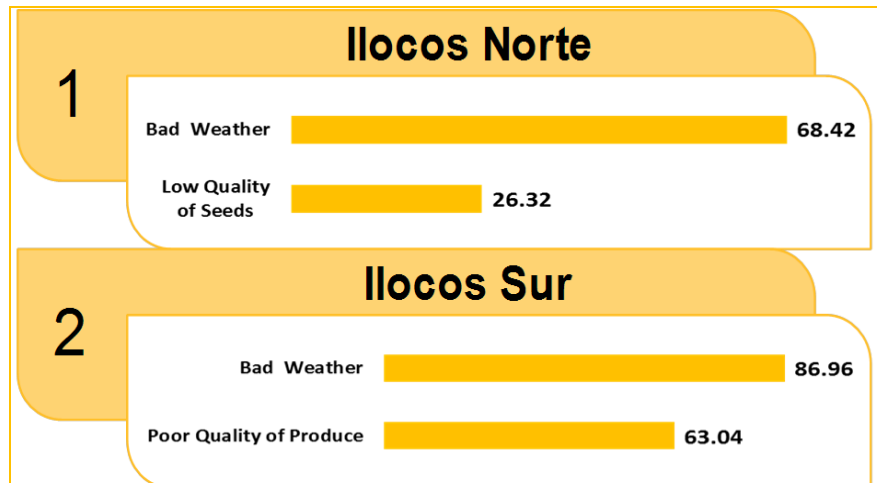 Ilocos Norte
1
Bad Weather 68.42
Low Quality
of Seeds 26.32
Ilocos Sur
2
Bad Weather 86.96
Poor Quality of Produce 63.04